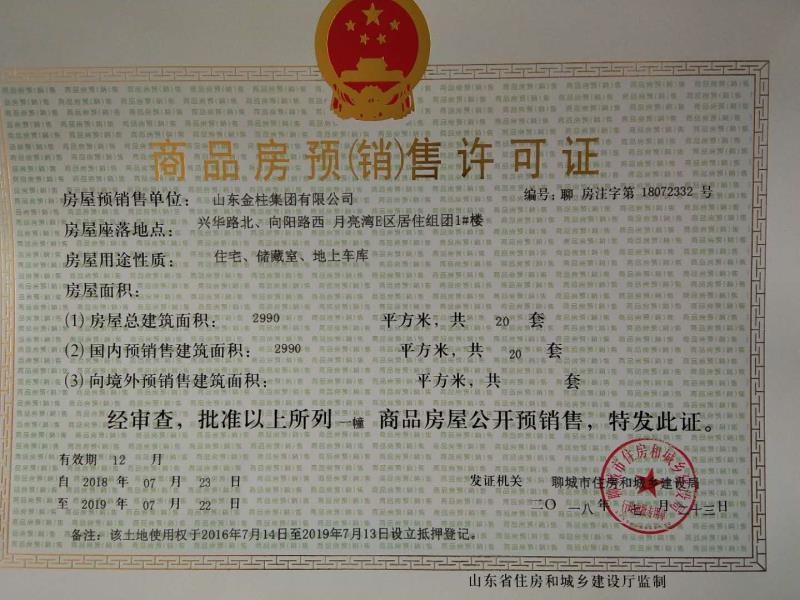 商品房预(销)售许可证
房屋预销售单位： 山东金柱集团有限公司 编号：聊 房注字第 18072332 号
房屋座落地点： 兴华路北、向阳路西 月亮湾E区居住组团1#楼
房屋用途性质： 住宅、储藏室、地上车库
房屋面积：
(1) 房屋总建筑面积： 2990 平方米，共 20 套
(2) 国内预销售建筑面积： 2990 平方米，共 20 套
(3) 向境外预销售建筑面积： 平方米，共 套
经审查，批准以上所列 一幢 商品房屋公开预销售，特发此证。
有效期 12 月
自 2018 年 07 月 23 日 发证机关 聊城市住房和城乡建设局
至 2019 年 07 月 22 日 二〇 一八 年 月 二十三日
备注：该土地使用权于2016年7月14日至2019年7月13日设立抵押登记。
山东省住房和城乡建设厅监制